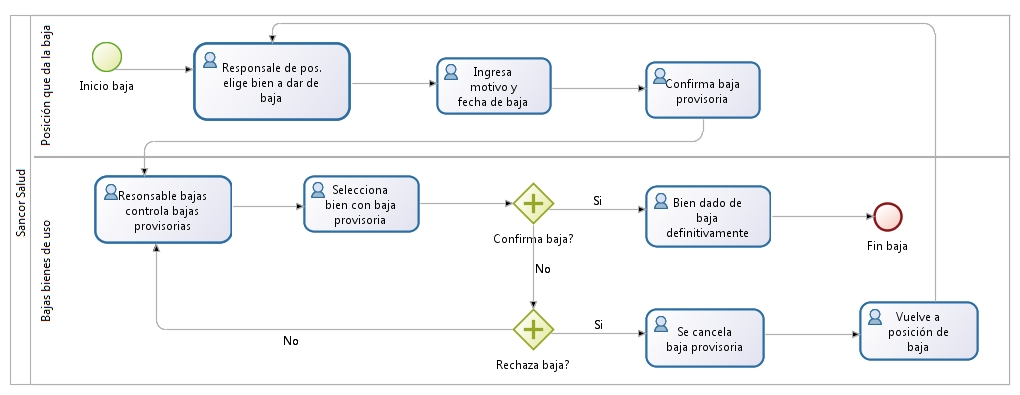 Sancor Salud
Posición que da la baja
Inicio baja
Responsale de pos.
elige bien a dar de
baja
Ingresa
motivo y
fecha de baja
Confirma baja
provisoria
Bajas bienes de uso
Resonsable bajas
controla bajas
provisorias
Selecciona
bien con baja
provisoria
Confirma baja?
Si
Bien dado de
baja
definitivamente
Fin baja
No
Rechaza baja?
No
Si
Se cancela
baja provisoria
Vuelve a
posición de
baja